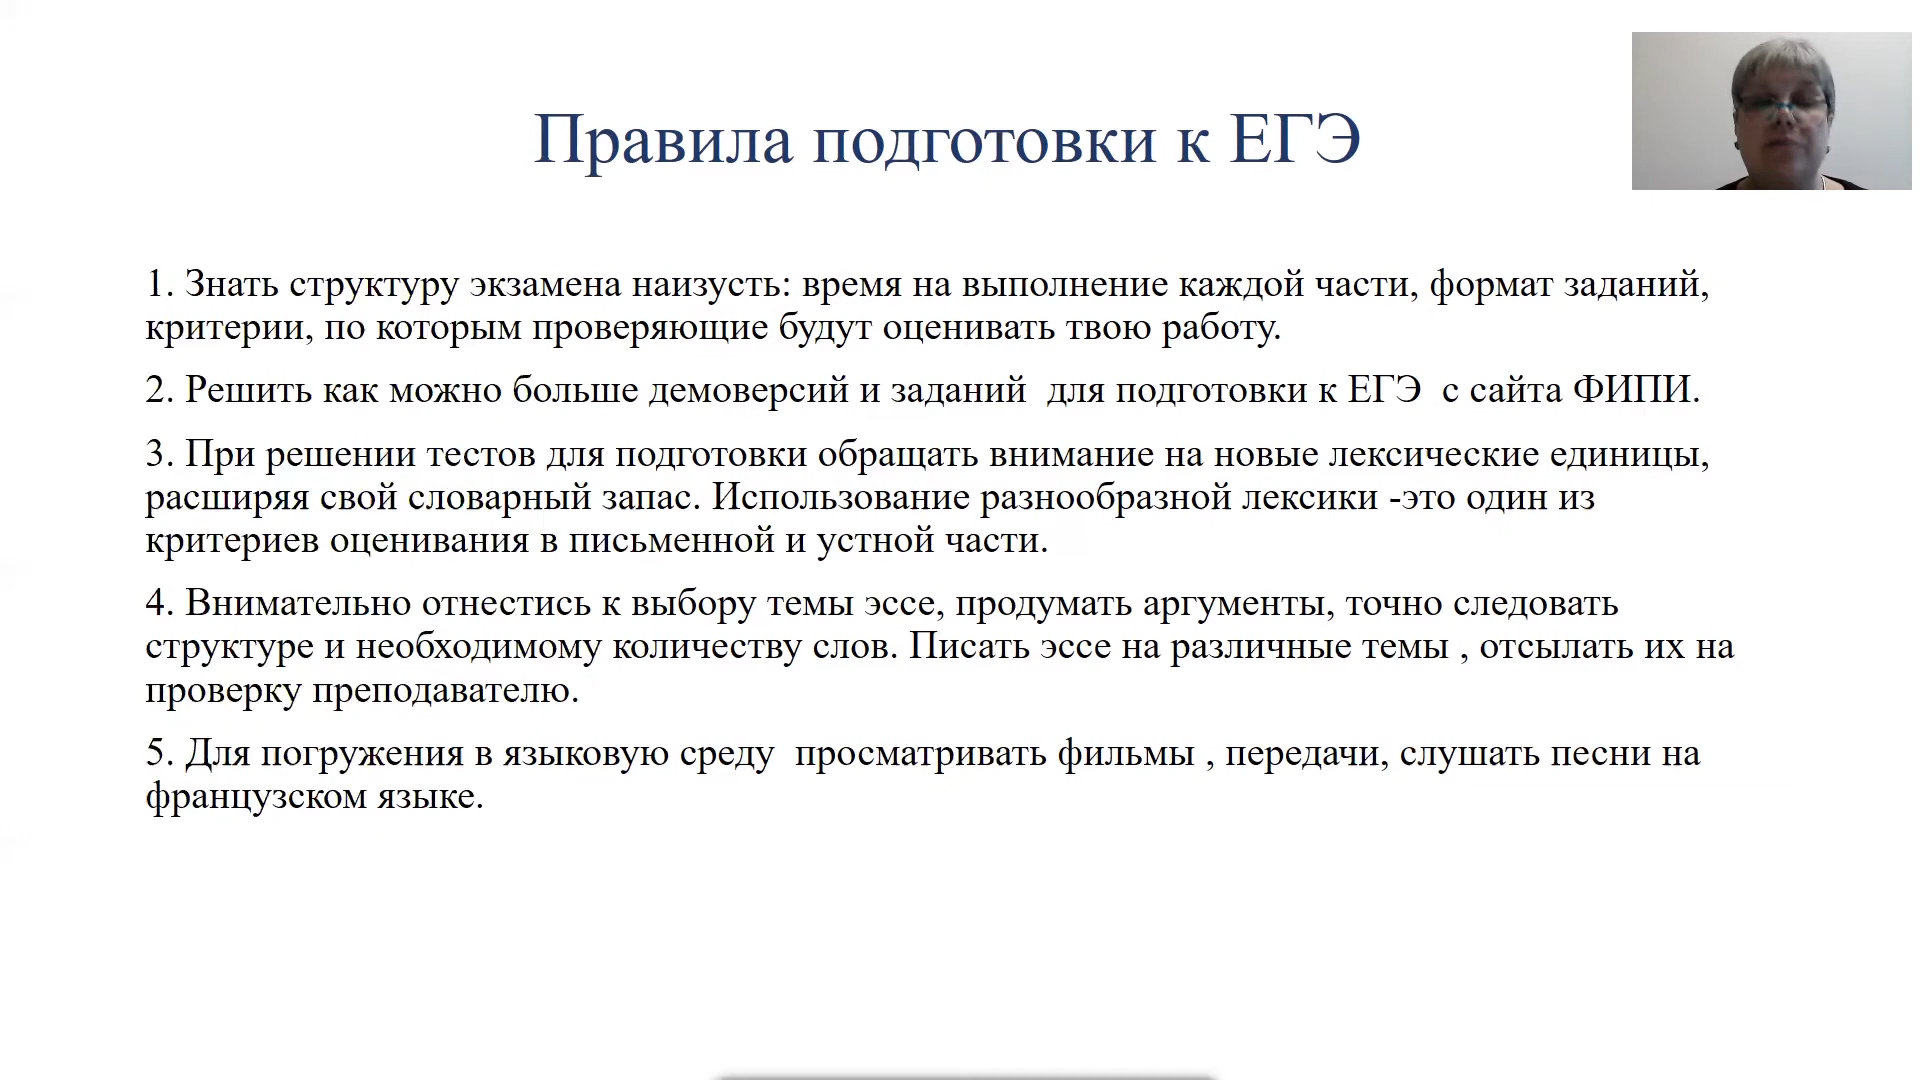 Правила подготовки к ЕГЭ
1. Знать структуру экзамена наизусть: время на выполнение каждой части, формат заданий,
критерии, по которым проверяющие будут оценивать твою работу.
2. Решить как можно больше демоверсий и заданий  для подготовки к ЕГЭ  с сайта ФИПИ.
3. При решении тестов для подготовки обращать внимание на новые лексические единицы,
расширяя свой словарный запас. Использование разнообразной лексики -это один из
критериев оценивания в письменной и устной части.
4. Внимательно отнестись к выбору темы эссе, продумать аргументы, точно следовать
структуре и необходимому количеству слов. Писать эссе на различные темы , отсылать их на
проверку преподавателю.
5. Для погружения в языковую среду  просматривать фильмы , передачи, слушать песни на
французском языке.